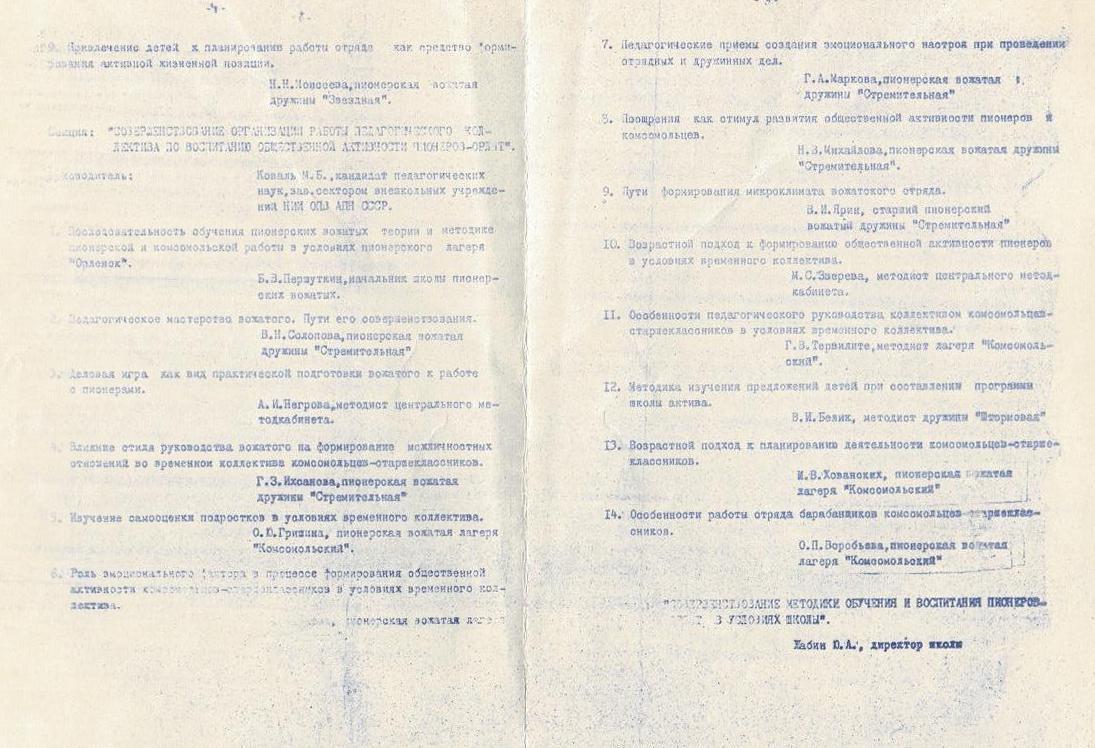 -4-
9. Привлечение детей к планированию работы отряда как средство форми-
рования активной жизненной позиции.
Н.Н.Моисеева,пионерская вожатая
дружины "Звездная".
Секция: "СОВЕРШЕНСТВОВАНИЕ ОРГАНИЗАЦИИ РАБОТЫ ПЕДАГОГИЧЕСКОГО КОЛ-
ЛЕКТИВА ПО ВОСПИТАНИЮ ОБЩЕСТВЕННОЙ АКТИВНОСТИ ПИОНЕРОВ-ОРЛЯТ".
Руководитель: Коваль М.Б.,кандидат педагогических
наук,зав.сектором внешкольных учрежде-
ний НИИ ОПВ АПН СССР.
1. Последовательность обучения пионерских вожатых теории и методике
пионерской и комсомольской работы в условиях пионерского лагеря
"Орленок".
Б.В.Першуткин,начальник школы пионер-
ских вожатых.
2. Педагогическое мастерство вожатого. Пути его совершенствования.
В.Н.Солопова,пионерская вожатая
дружины "Стремительная"
3. Деловая игра как вид практической подготовки вожатого к работе
с пионерами.
А.И.Негрова,методист центрального ме-
тодкабинета.
4. Влияние стиля руководства вожатого на формирование межличностных
отношений во временном коллективе комсомольцев-старшеклассников.
Г.З.Ихсанова,пионерская вожатая
дружины "Стремительная"
5. Изучение самооценки подростков в условиях временного коллектива.
О.Ю.Гришина, пионерская вожатая лагеря
"Комсомольский".
6. Роль эмоционального фактора в процессе формирования общественной
активности комсомольцев-старшеклассников в условиях временного кол-
лектива.
пионерская вожатая лагеря
7. Педагогические приемы создания эмоционального настроя при проведении
отрядных и дружинных дел.
Г.А.Маркова,пионерская вожатая
дружины "Стремительная"
8. Поощрения как стимул развития общественной активности пионеров и
комсомольцев.
Н.В.Михайлова,пионерская вожатая дружины
"Стремительная".
9. Пути формирования микроклимата вожатского отряда.
В.И.Ярин, старший пионерский
вожатый дружины "Стремительная"
10. Возрастной подход к формированию общественной активности пионеров
в условиях временного коллектива.
М.С.Зверева, методист центрального метод-
кабинета.
11. Особенности педагогического руководства коллективом комсомольцев-
старшеклассников в условиях временного коллектива.
Г.В.Тервилите,методист лагеря "Комсомоль-
ский".
12. Методика изучения предложений детей при составлении программы
школы актива.
В.И.Белик, методист дружины "Штормовая"
13. Возрастной подход к планированию деятельности комсомольцев-старше-
классников.
И.В.Хованских, пионерская вожатая
лагеря "Комсомольский"
14. Особенности работы отряда барабанщиков комсомольцев-старшеклас-
сников.
О.П.Воробьева,пионерская вожатая
лагеря "Комсомольский"
"СОВЕРШЕНСТВОВАНИЕ МЕТОДИКИ ОБУЧЕНИЯ И ВОСПИТАНИЯ ПИОНЕРОВ-
В УСЛОВИЯХ ШКОЛЫ".
Жабин Ю.А., директор школы